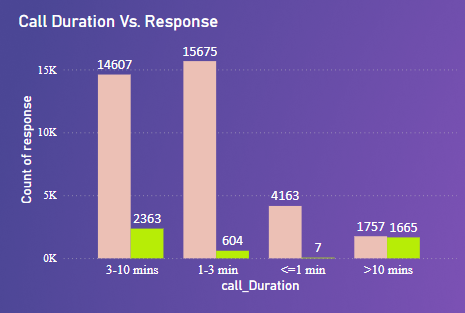 Call Duration Vs. Response
Count of response
15K
10K
5K
0K
14607
2363
15675
604
4163
7
1757
1665
3-10 mins
1-3 min
<=1 min
>10 mins
call_Duration